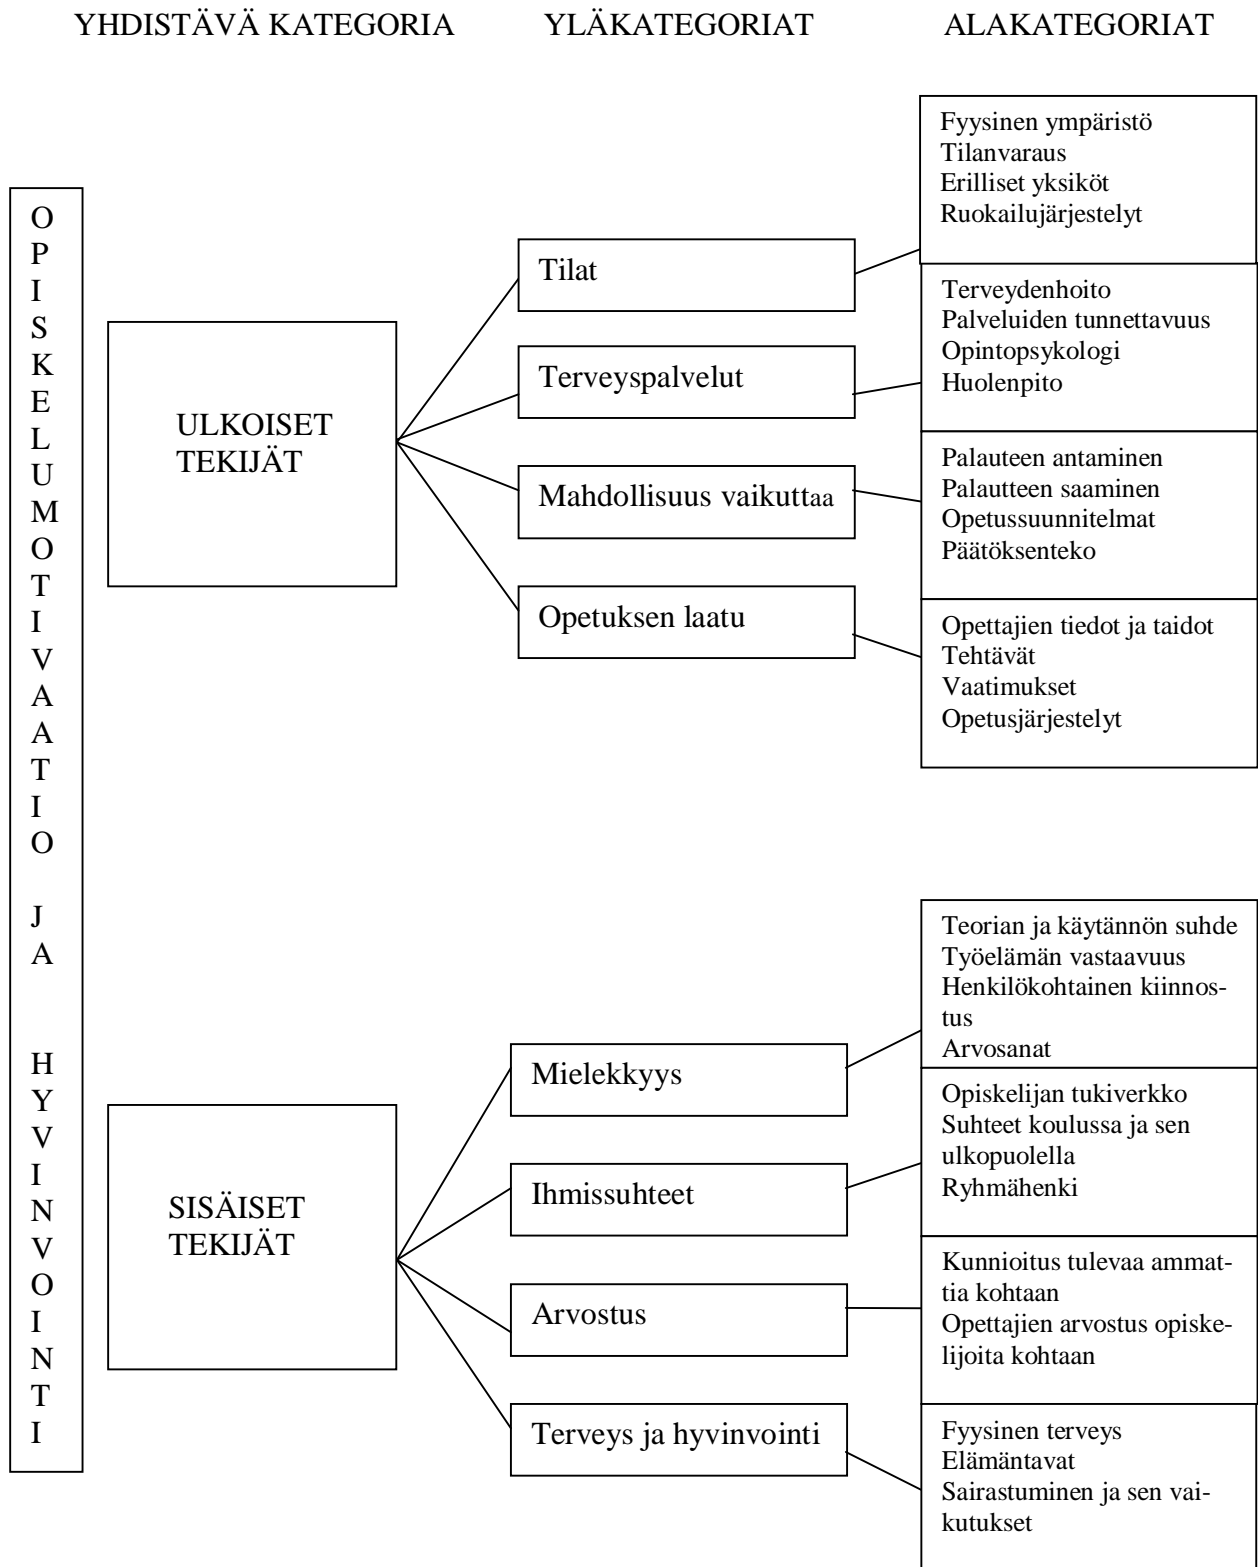 YHDISTÄVÄ KATEGORIA YLÄKATEGORIAT ALAKATEGORIAT
OPISKELUMOTIVAATIO JA HYVINVOINTI
ULKOISET
TEKIJÄT
Tilat
Fyysinen ympäristö
Tilanvaraus
Erilliset yksiköt
Ruokailujärjestelyt
Terveyspalvelut
Terveydenhoito
Palveluiden tunnettavuus
Opintopsykologi
Huolenpito
Mahdollisuus vaikuttaa
Palauteen antaminen
Palautteen saaminen
Opetussuunnitelmat
Päätöksenteko
Opetuksen laatu
Opettajien tiedot ja taidot
Tehtävät
Vaatimukset
Opetusjärjestelyt
SISÄISET
TEKIJÄT
Mielekkyys
Teorian ja käytännön suhde
Työelämän vastaavuus
Henkilökohtainen kiinnos-
tus
Arvosanat
Ihmissuhteet
Opiskelijan tukiverkko
Suhteet koulussa ja sen
ulkopuolella
Ryhmähenki
Arvostus
Kunnioitus tulevaa ammat-
tia kohtaan
Opettajien arvostus opiske-
lijoita kohtaan
Terveys ja hyvinvointi
Fyysinen terveys
Elämäntavat
Sairastuminen ja sen vai-
kutukset